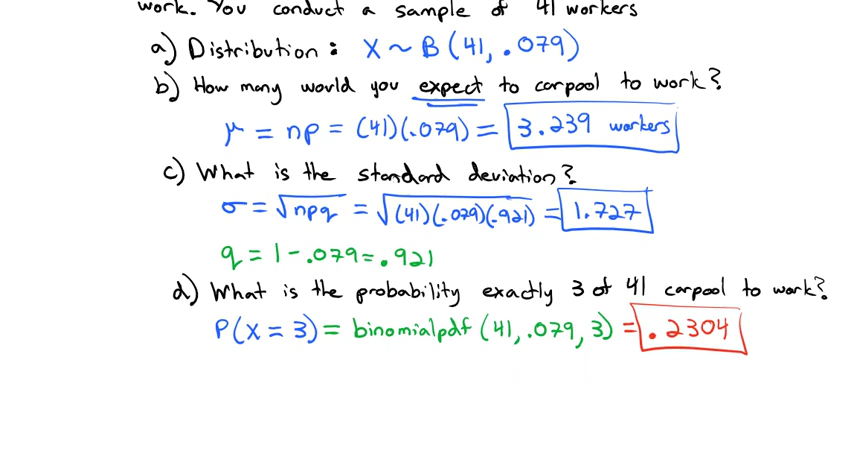 work. You conduct a sample of 41 workers
a) Distribution: X ~ B (41, .079)
b) How many would you expect to carpool to work?
μ = np = (41)(.079) = 3.239 workers
c) What is the standard deviation?
σ = √npq = √(41)(.079)(.921) = 1.727
q = 1 - .079 = .921
d) What is the probability exactly 3 of 41 carpool to work?
P(X = 3) = binomialpdf (41, .079, 3) = .2304